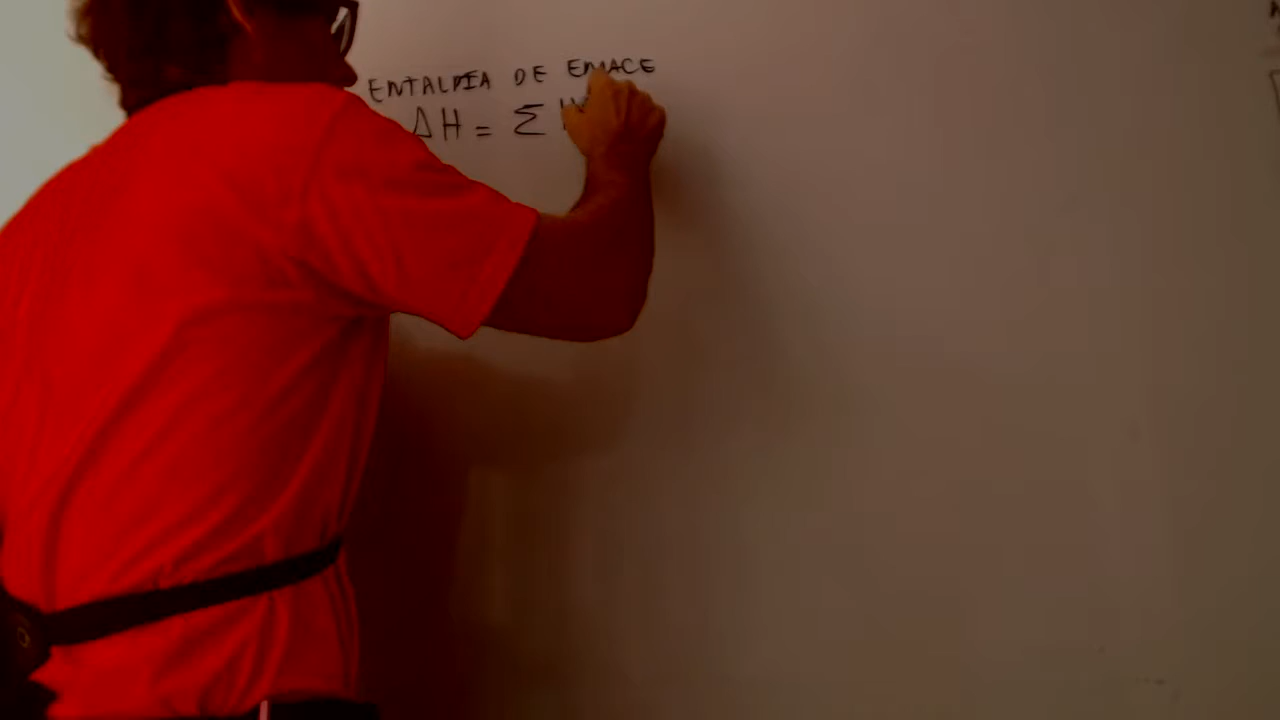 ENTALPIA DE ENLACE
ΔH = Σ